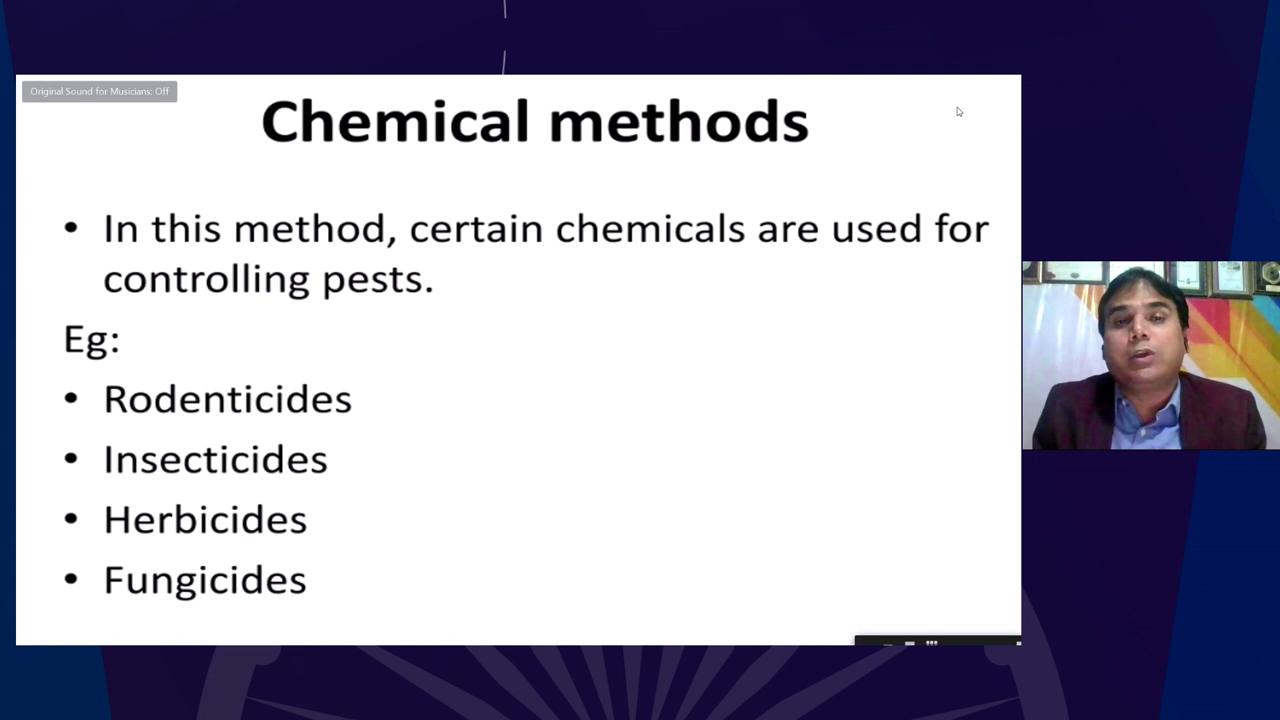 Original Sound for Musicians: Off
Chemical methods
• In this method, certain chemicals are used for
controlling pests.
Eg:
• Rodenticides
• Insecticides
• Herbicides
• Fungicides